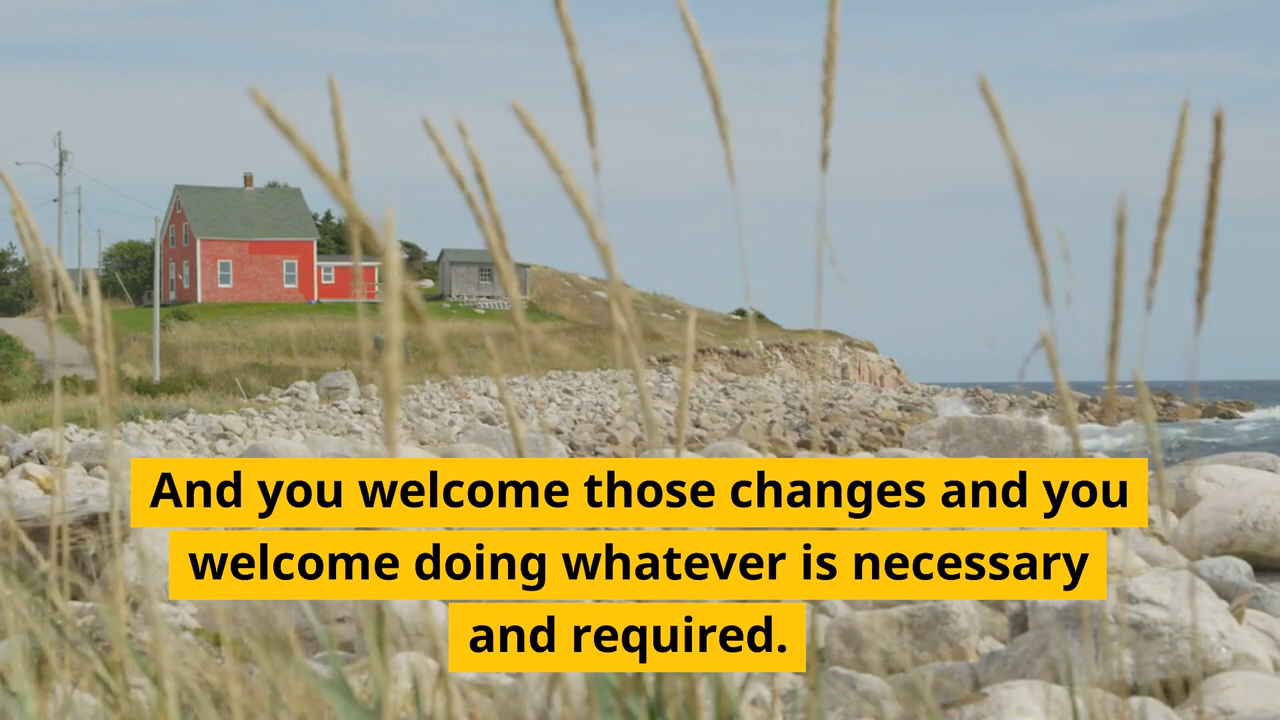 And you welcome those changes and you
welcome doing whatever is necessary
and required.